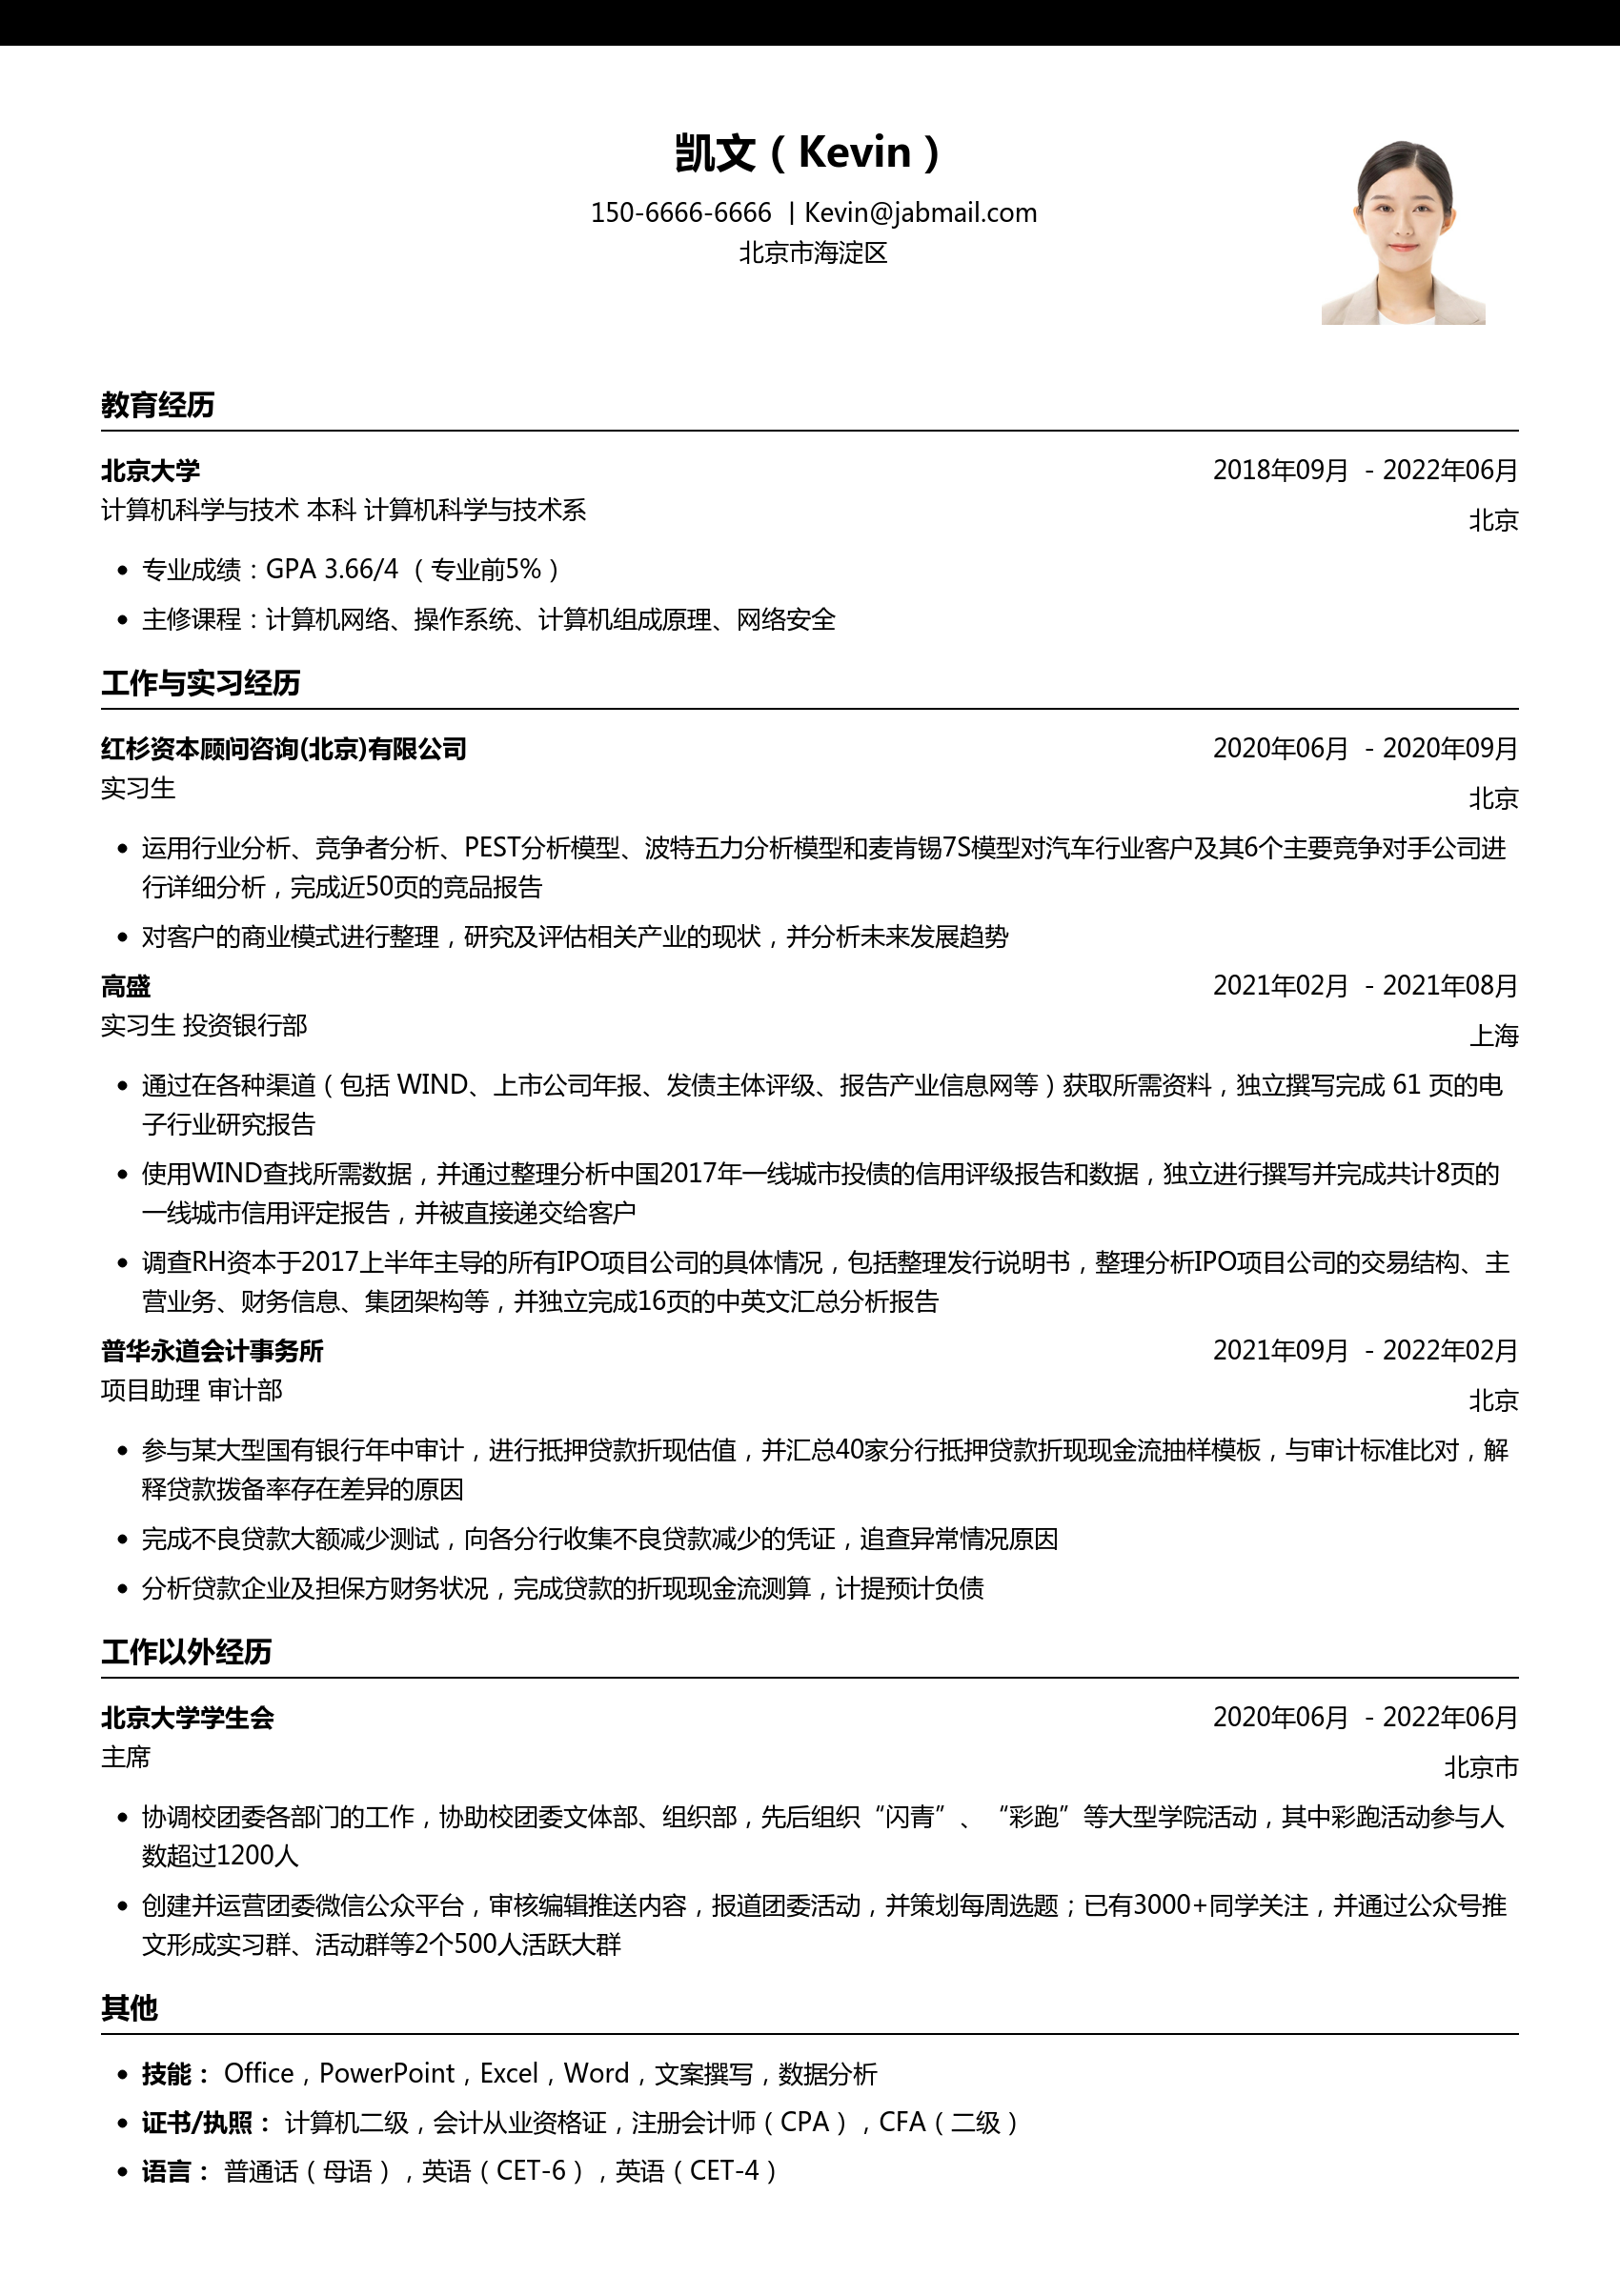 凯文（Kevin）
150-6666-6666 | Kevin@jabmail.com
北京市海淀区
教育经历
北京大学 2018年09月 - 2022年06月
计算机科学与技术 本科 计算机科学与技术系 北京
• 专业成绩：GPA 3.66/4 （专业前5%）
• 主修课程：计算机网络、操作系统、计算机组成原理、网络安全
工作与实习经历
红杉资本顾问咨询(北京)有限公司 2020年06月 - 2020年09月
实习生 北京
• 运用行业分析、竞争者分析、PEST分析模型、波特五力分析模型和麦肯锡7S模型对汽车行业客户及其6个主要竞争对手公司进
行详细分析，完成近50页的竞品报告
• 对客户的商业模式进行整理，研究及评估相关产业的现状，并分析未来发展趋势
高盛 2021年02月 - 2021年08月
实习生 投资银行部 上海
• 通过在各种渠道（包括 WIND、上市公司年报、发债主体评级、报告产业信息网等）获取所需资料，独立撰写完成 61 页的电
子行业研究报告
• 使用WIND查找所需数据，并通过整理分析中国2017年一线城市投债的信用评级报告和数据，独立进行撰写并完成共计8页的
一线城市信用评定报告，并被直接递交给客户
• 调查RH资本于2017上半年主导的所有IPO项目公司的具体情况，包括整理发行说明书，整理分析IPO项目公司的交易结构、主
营业务、财务信息、集团架构等，并独立完成16页的中英文汇总分析报告
普华永道会计事务所 2021年09月 - 2022年02月
项目助理 审计部 北京
• 参与某大型国有银行年中审计，进行抵押贷款折现估值，并汇总40家分行抵押贷款折现现金流抽样模板，与审计标准比对，解
释贷款拨备率存在差异的原因
• 完成不良贷款大额减少测试，向各分行收集不良贷款减少的凭证，追查异常情况原因
• 分析贷款企业及担保方财务状况，完成贷款的折现现金流测算，计提预计负债
工作以外经历
北京大学学生会 2020年06月 - 2022年06月
主席 北京市
• 协调校团委各部门的工作，协助校团委文体部、组织部，先后组织“闪青”、“彩跑”等大型学院活动，其中彩跑活动参与人
数超过1200人
• 创建并运营团委微信公众平台，审核编辑推送内容，报道团委活动，并策划每周选题；已有3000+同学关注，并通过公众号推
文形成实习群、活动群等2个500人活跃大群
其他
• 技能： Office，PowerPoint，Excel，Word，文案撰写，数据分析
• 证书/执照： 计算机二级，会计从业资格证，注册会计师（CPA），CFA（二级）
• 语言： 普通话（母语），英语（CET-6），英语（CET-4）